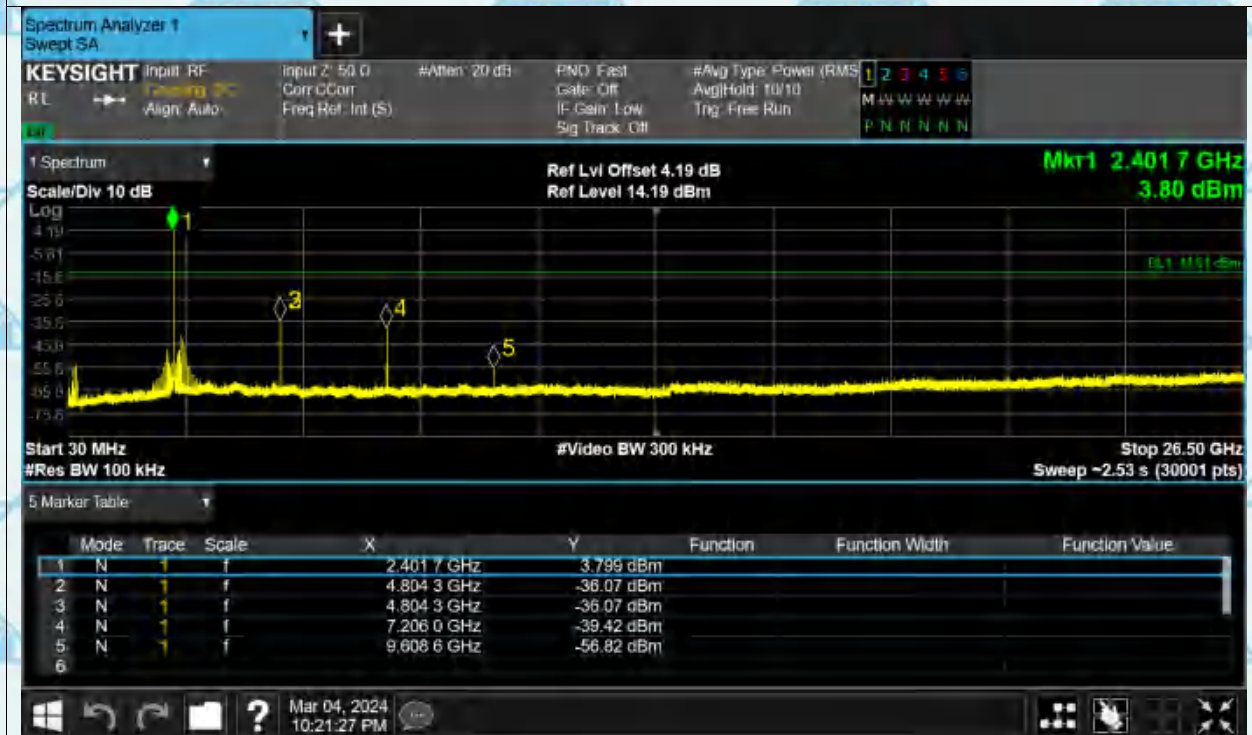 Spectrum Analyzer 1
Swept SA
KEYSIGHT Input: RF Input Z: 50 Ω #Atten: 20 dB PNO: Fast #Avg Type: Power (RMS 1 2 3 4 5 6
RL Coupling: DC Corr CCorr Gate: Off Avg|Hold: 10/10 M W W W W W
Align: Auto Freq Ref: Int (S) IF Gain: Low Trig: Free Run
Sig Track: Off P N N N N N
1 Spectrum
Ref Lvl Offset 4.19 dB
Mkr1 2.401 7 GHz
Scale/Div 10 dB
Ref Level 14.19 dBm
3.80 dBm
Log
4.19
1
-5.81
-15.8
-25.8
3
4
-35.8
-45.8
5
-55.8
-65.8
-75.8
Start 30 MHz #Video BW 300 kHz Stop 26.50 GHz
#Res BW 100 kHz Sweep ~2.53 s (30001 pts)
5 Marker Table
Mode Trace Scale X Y Function Function Width Function Value
1 N 1 f 2.401 7 GHz 3.799 dBm
2 N 1 f 4.804 3 GHz -36.07 dBm
3 N 1 f 4.804 3 GHz -36.07 dBm
4 N 1 f 7.206 0 GHz -39.42 dBm
5 N 1 f 9.608 6 GHz -56.82 dBm
6
?
Mar 04, 2024
10:21:27 PM